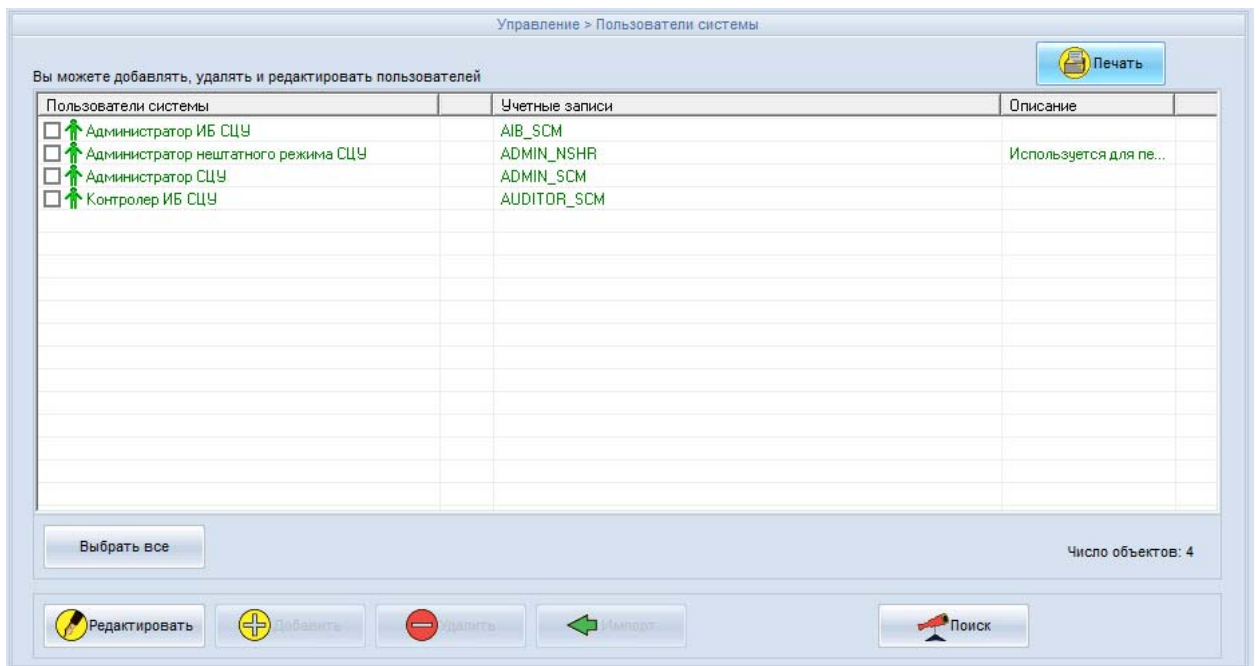 Управление > Пользователи системы
Печать
Вы можете добавлять, удалять и редактировать пользователей
Пользователи системы Учетные записи Описание
Администратор ИБ СЦУ AIB_SCM
Администратор нештатного режима СЦУ ADMIN_NSHR Используется для пе...
Администратор СЦУ ADMIN_SCM
Контролер ИБ СЦУ AUDITOR_SCM
Выбрать все Число объектов: 4
Редактировать Добавить Удалить Импорт Поиск